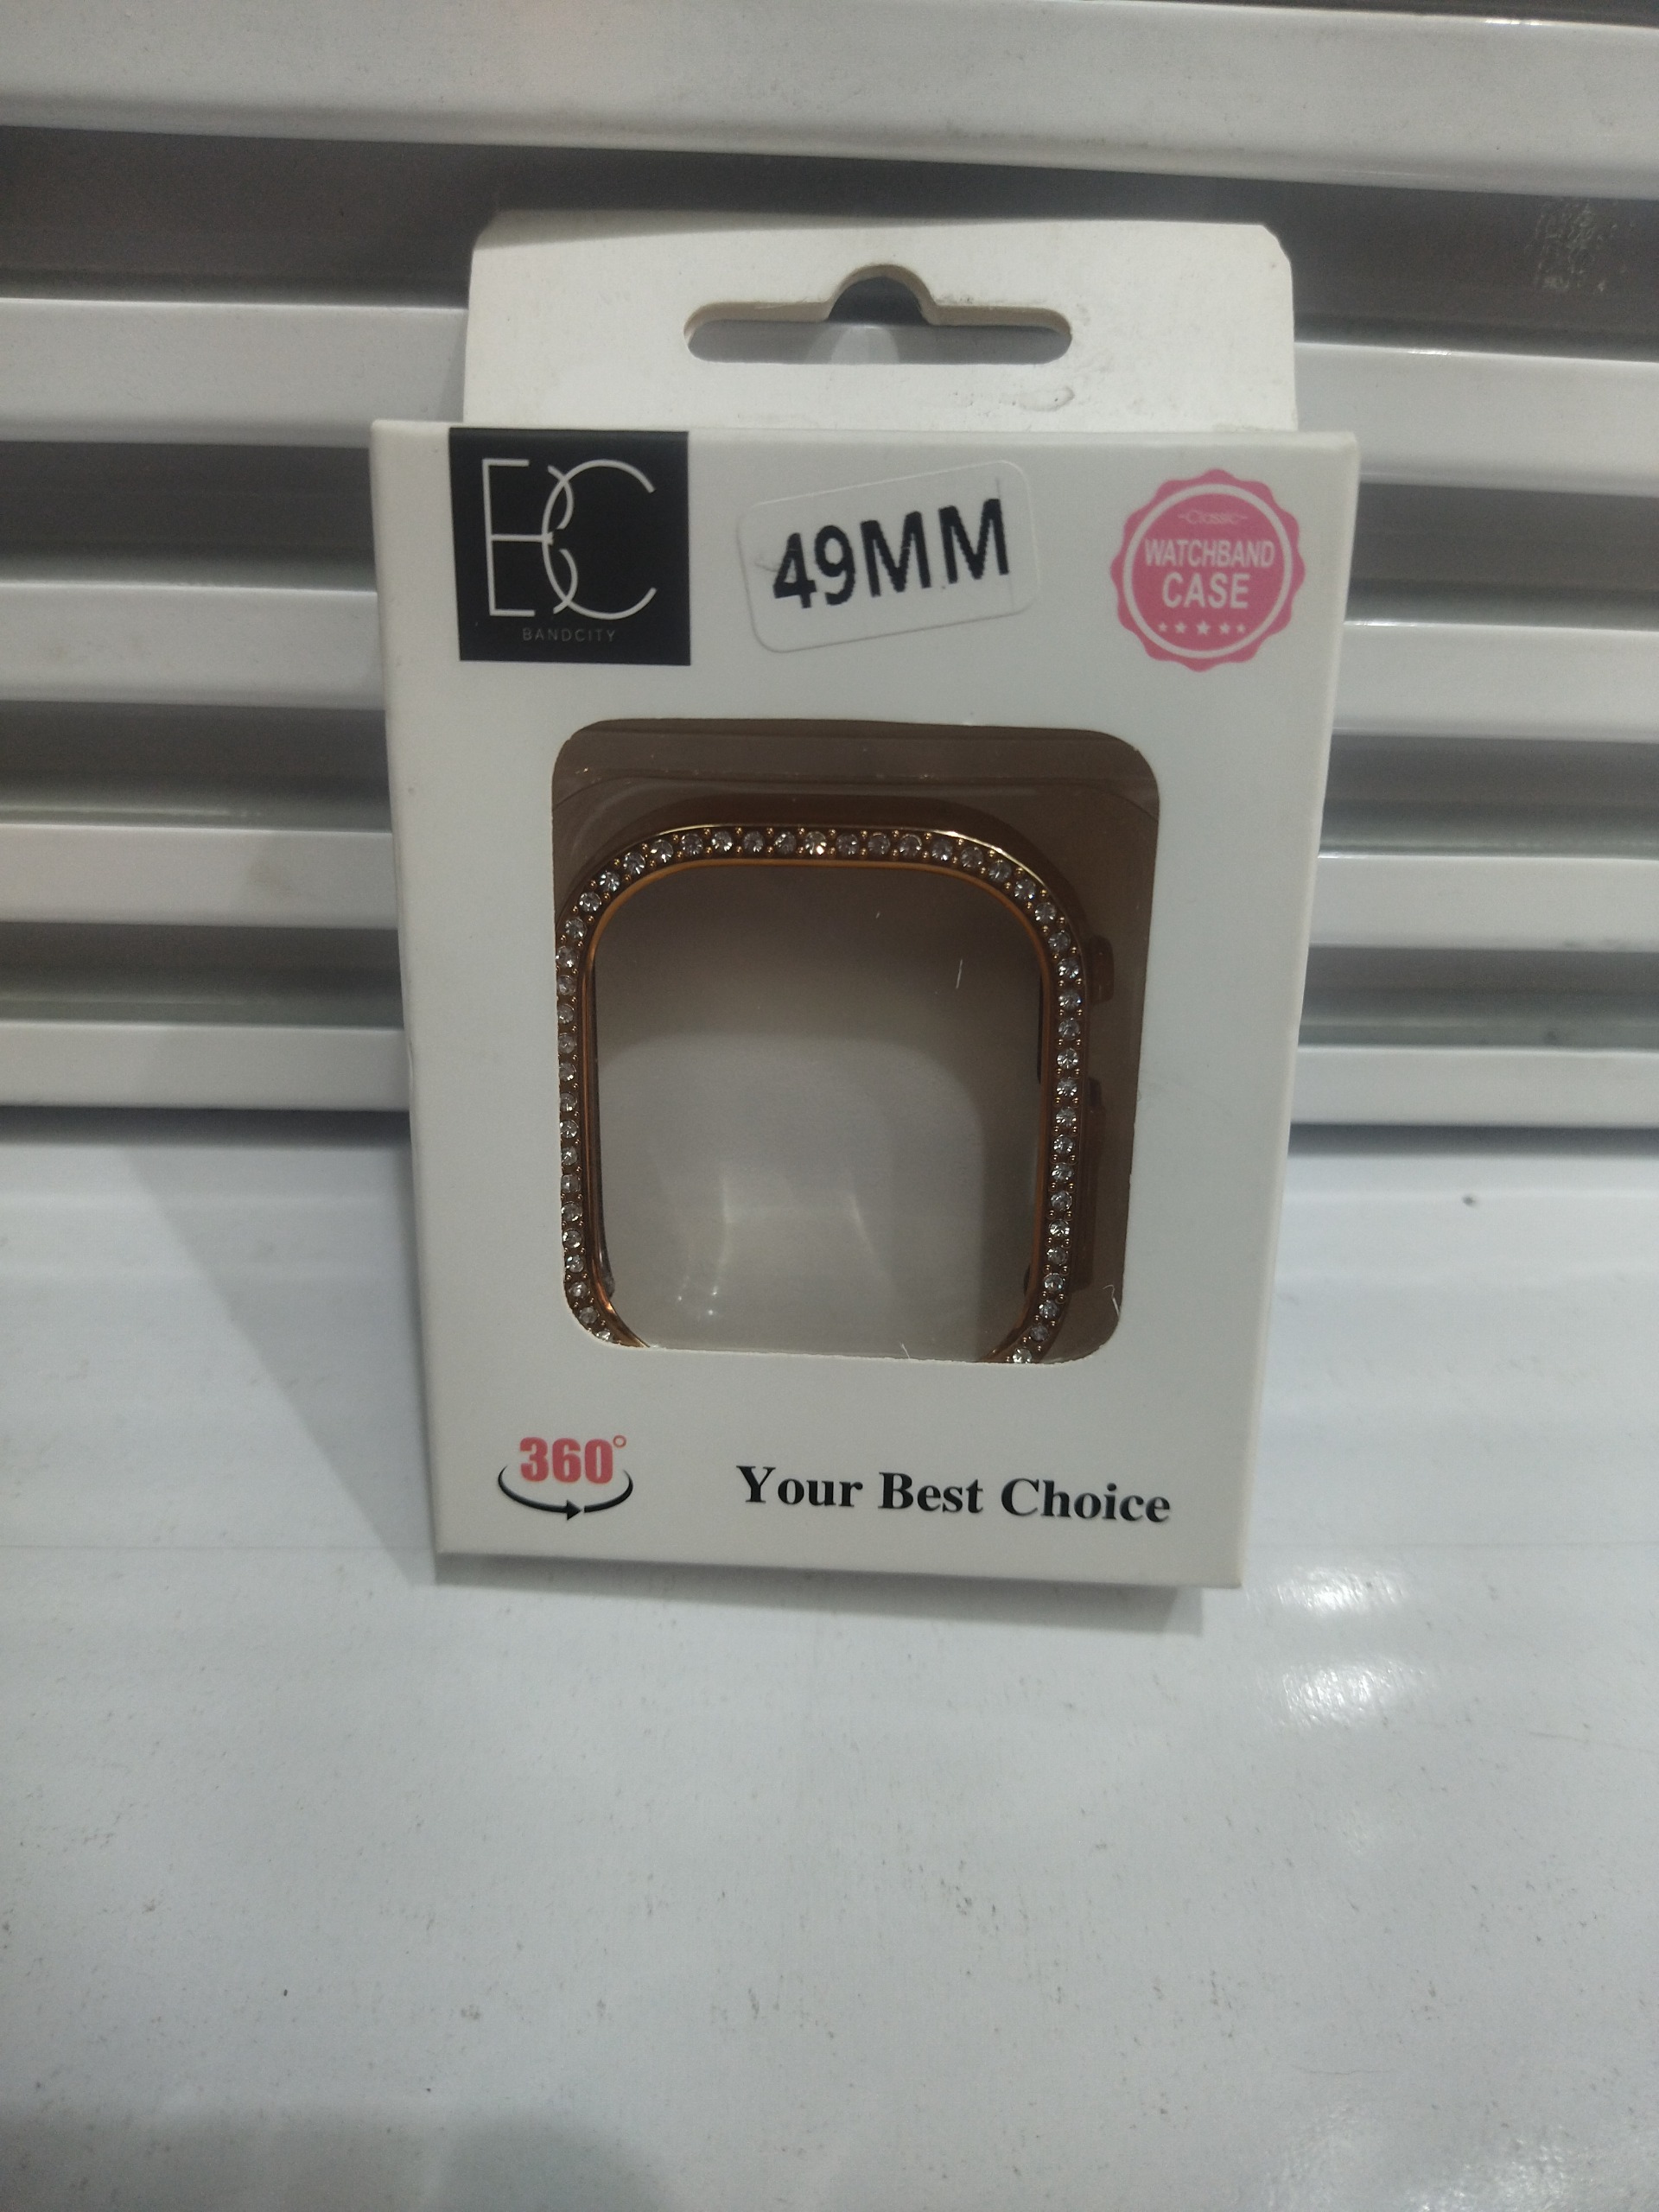 BC
BANDCITY
49MM
~Classic~
WATCHBAND
CASE
360°
Your Best Choice